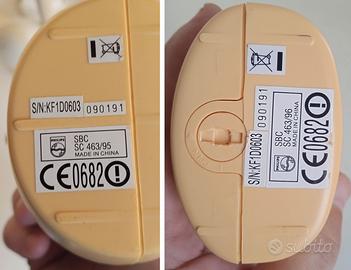 S/N:KF1D0603
090191
PHILIPS
SBC
SC 463/95
MADE IN CHINA
CE0682!
S/N:KF1D0603
090191
PHILIPS
SBC
SC 463/96
MADE IN CHINA
CE0682!
subito